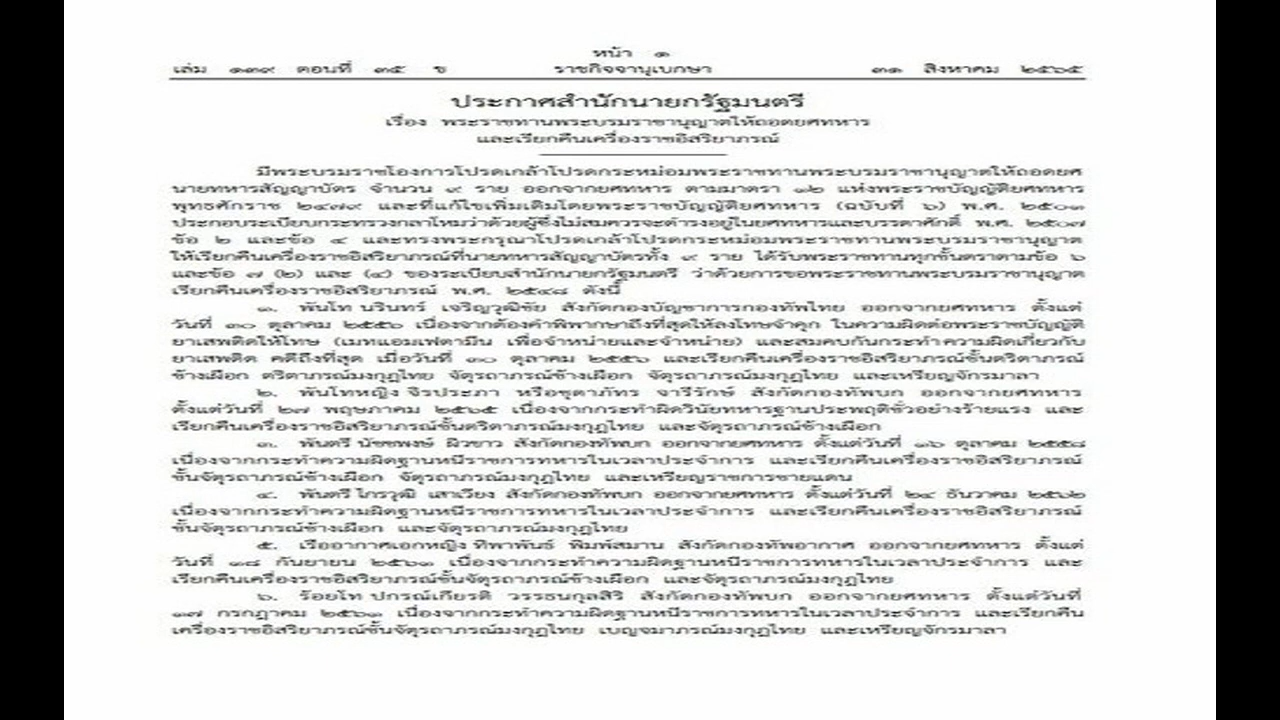 หน้า ๑
เล่ม ๑๓๙ ตอนที่ ๓๕ ข ราชกิจจานุเบกษา ๓๑ สิงหาคม ๒๕๖๕
ประกาศสำนักนายกรัฐมนตรี
เรื่อง พระราชทานพระบรมราชานุญาตให้ถอดยศทหาร
และเรียกคืนเครื่องราชอิสริยาภรณ์
มีพระบรมราชโองการโปรดเกล้าโปรดกระหม่อมพระราชทานพระบรมราชานุญาตให้ถอดยศ
นายทหารสัญญาบัตร จำนวน ๙ ราย ออกจากยศทหาร ตามมาตรา ๑๒ แห่งพระราชบัญญัติยศทหาร
พุทธศักราช ๒๔๗๙ และที่แก้ไขเพิ่มเติมโดยพระราชบัญญัติยศทหาร (ฉบับที่ ๖) พ.ศ. ๒๕๐๑
ประกอบระเบียบกระทรวงกลาโหมว่าด้วยผู้ซึ่งไม่สมควรจะดำรงอยู่ในยศทหารและบรรดาศักดิ์ พ.ศ. ๒๕๐๗
ข้อ ๒ และข้อ ๔ และทรงพระกรุณาโปรดเกล้าโปรดกระหม่อมพระราชทานพระบรมราชานุญาต
ให้เรียกคืนเครื่องราชอิสริยาภรณ์ที่นายทหารสัญญาบัตรทั้ง ๙ ราย ได้รับพระราชทานทุกชั้นตราตามข้อ ๖
และข้อ ๗ (๒) และ (๔) ของระเบียบสำนักนายกรัฐมนตรี ว่าด้วยการขอพระราชทานพระบรมราชานุญาต
เรียกคืนเครื่องราชอิสริยาภรณ์ พ.ศ. ๒๕๔๘ ดังนี้
๑. พันโท นรินทร์ เจริญวุฒิชัย สังกัดกองบัญชาการกองทัพไทย ออกจากยศทหาร ตั้งแต่
วันที่ ๓๐ ตุลาคม ๒๕๕๖ เนื่องจากต้องคำพิพากษาถึงที่สุดให้ลงโทษจำคุก ในความผิดต่อพระราชบัญญัติ
ยาเสพติดให้โทษ (เมทแอมเฟตามีน เพื่อจำหน่ายและจำหน่าย) และสมคบกันกระทำความผิดเกี่ยวกับ
ยาเสพติด คดีถึงที่สุด เมื่อวันที่ ๓๐ ตุลาคม ๒๕๕๖ และเรียกคืนเครื่องราชอิสริยาภรณ์ชั้นตริตาภรณ์
ช้างเผือก ตริตาภรณ์มงกุฎไทย จัตุรถาภรณ์ช้างเผือก จัตุรถาภรณ์มงกุฎไทย และเหรียญจักรมาลา
๒. พันโทหญิง จิรประภา หรือชุดาภัทร จารีรักษ์ สังกัดกองทัพบก ออกจากยศทหาร
ตั้งแต่วันที่ ๒๗ พฤษภาคม ๒๕๖๕ เนื่องจากกระทำผิดวินัยทหารฐานประพฤติชั่วอย่างร้ายแรง และ
เรียกคืนเครื่องราชอิสริยาภรณ์ชั้นตริตาภรณ์มงกุฎไทย และจัตุรถาภรณ์ช้างเผือก
๓. พันตรี นัชชพงษ์ ผิวขาว สังกัดกองทัพบก ออกจากยศทหาร ตั้งแต่วันที่ ๑๖ ตุลาคม ๒๕๕๘
เนื่องจากกระทำความผิดฐานหนีราชการทหารในเวลาประจำการ และเรียกคืนเครื่องราชอิสริยาภรณ์
ชั้นจัตุรถาภรณ์ช้างเผือก จัตุรถาภรณ์มงกุฎไทย และเหรียญราชการชายแดน
๔. พันตรี ไกรวุฒิ เสาเวียง สังกัดกองทัพบก ออกจากยศทหาร ตั้งแต่วันที่ ๒๔ ธันวาคม ๒๕๖๒
เนื่องจากกระทำความผิดฐานหนีราชการทหารในเวลาประจำการ และเรียกคืนเครื่องราชอิสริยาภรณ์
ชั้นจัตุรถาภรณ์ช้างเผือก และจัตุรถาภรณ์มงกุฎไทย
๕. เรืออากาศเอกหญิง ทิพาพันธ์ พิมพ์สมาน สังกัดกองทัพอากาศ ออกจากยศทหาร ตั้งแต่
วันที่ ๑๘ กันยายน ๒๕๖๑ เนื่องจากกระทำความผิดฐานหนีราชการทหารในเวลาประจำการ และ
เรียกคืนเครื่องราชอิสริยาภรณ์ชั้นจัตุรถาภรณ์ช้างเผือก และจัตุรถาภรณ์มงกุฎไทย
๖. ร้อยโท ปกรณ์เกียรติ วรรธนกุลสิริ สังกัดกองทัพบก ออกจากยศทหาร ตั้งแต่วันที่
๑๗ กรกฎาคม ๒๕๖๑ เนื่องจากกระทำความผิดฐานหนีราชการทหารในเวลาประจำการ และเรียกคืน
เครื่องราชอิสริยาภรณ์ชั้นจัตุรถาภรณ์มงกุฎไทย เบญจมาภรณ์มงกุฎไทย และเหรียญจักรมาลา